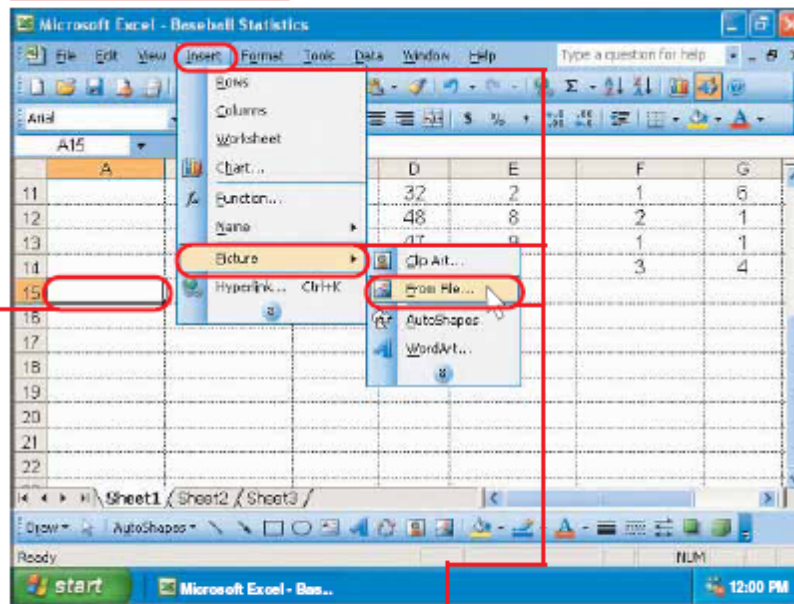 Microsoft Excel - Baseball Statistics
File Edit View Insert Format Tools Data Window Help Type a question for help
Arial $ % ,
A15
A D E F G
Rows
Columns
Worksheet
Chart...
Function...
Name
Picture
Hyperlink... Ctrl+K
Clip Art...
From File...
AutoShapes
WordArt...
11 32 2 1 6
12 48 8 2 1
13 47 9 1 1
14 3 4
15
16
17
18
19
20
21
22
Sheet1 / Sheet2 / Sheet3 /
Draw AutoShapes
Ready NUM
start Microsoft Excel - Bas... 12:00 PM